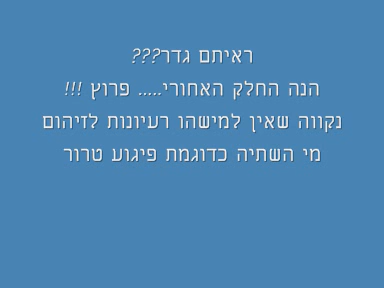 ראיתם גדר???
הנה החלק האחורי..... פרוץ !!!
נקווה שאין למישהו רעיונות לזיהום
מי השתיה כדוגמת פיגוע טרור